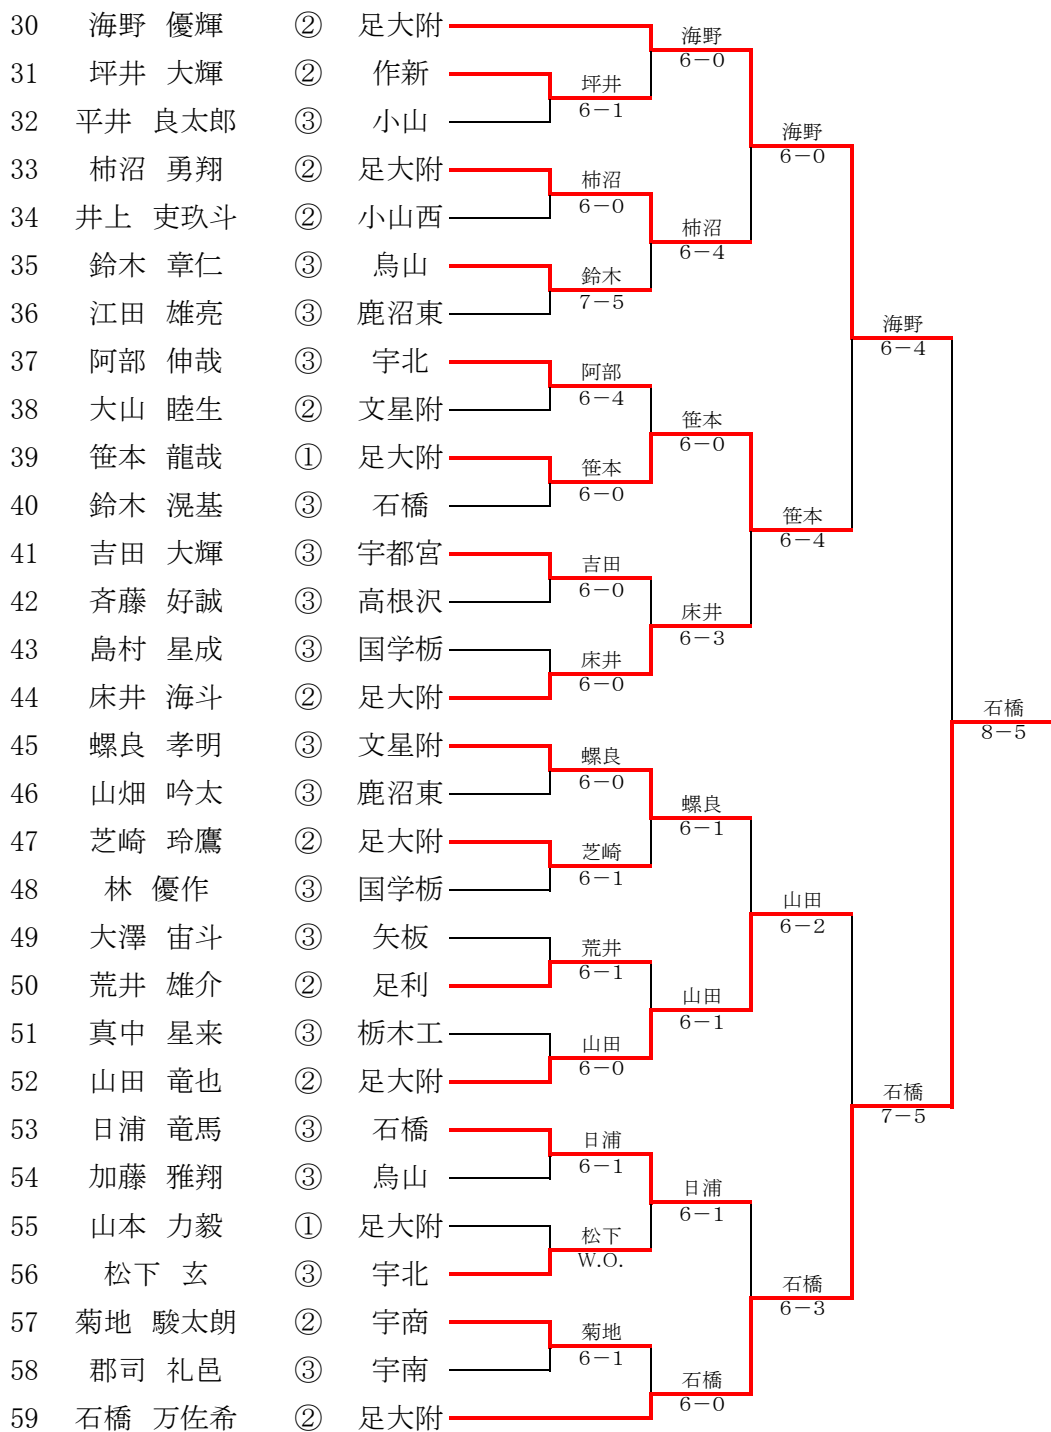 30 海野 優輝 ② 足大附
31 坪井 大輝 ② 作新
32 平井 良太郎 ③ 小山
33 柿沼 勇翔 ② 足大附
34 井上 吏玖斗 ② 小山西
35 鈴木 章仁 ③ 烏山
36 江田 雄亮 ③ 鹿沼東
37 阿部 伸哉 ③ 宇北
38 大山 睦生 ② 文星附
39 笹本 龍哉 ① 足大附
40 鈴木 滉基 ③ 石橋
41 吉田 大輝 ③ 宇都宮
42 斉藤 好誠 ③ 高根沢
43 島村 星成 ③ 国学栃
44 床井 海斗 ② 足大附
45 螺良 孝明 ③ 文星附
46 山畑 吟太 ③ 鹿沼東
47 芝崎 玲鷹 ② 足大附
48 林 優作 ③ 国学栃
49 大澤 宙斗 ③ 矢板
50 荒井 雄介 ② 足利
51 真中 星来 ③ 栃木工
52 山田 竜也 ② 足大附
53 日浦 竜馬 ③ 石橋
54 加藤 雅翔 ③ 烏山
55 山本 力毅 ① 足大附
56 松下 玄 ③ 宇北
57 菊地 駿太朗 ② 宇商
58 郡司 礼邑 ③ 宇南
59 石橋 万佐希 ② 足大附
坪井
6-1
柿沼
6-0
鈴木
7-5
阿部
6-4
笹本
6-0
吉田
6-0
床井
6-0
螺良
6-0
芝崎
6-1
荒井
6-1
山田
6-0
日浦
6-1
松下
W.O.
菊地
6-1
海野
6-0
柿沼
6-4
笹本
6-0
床井
6-3
螺良
6-1
山田
6-1
日浦
6-1
石橋
6-0
海野
6-0
笹本
6-4
山田
6-2
石橋
6-3
海野
6-4
石橋
7-5
石橋
8-5